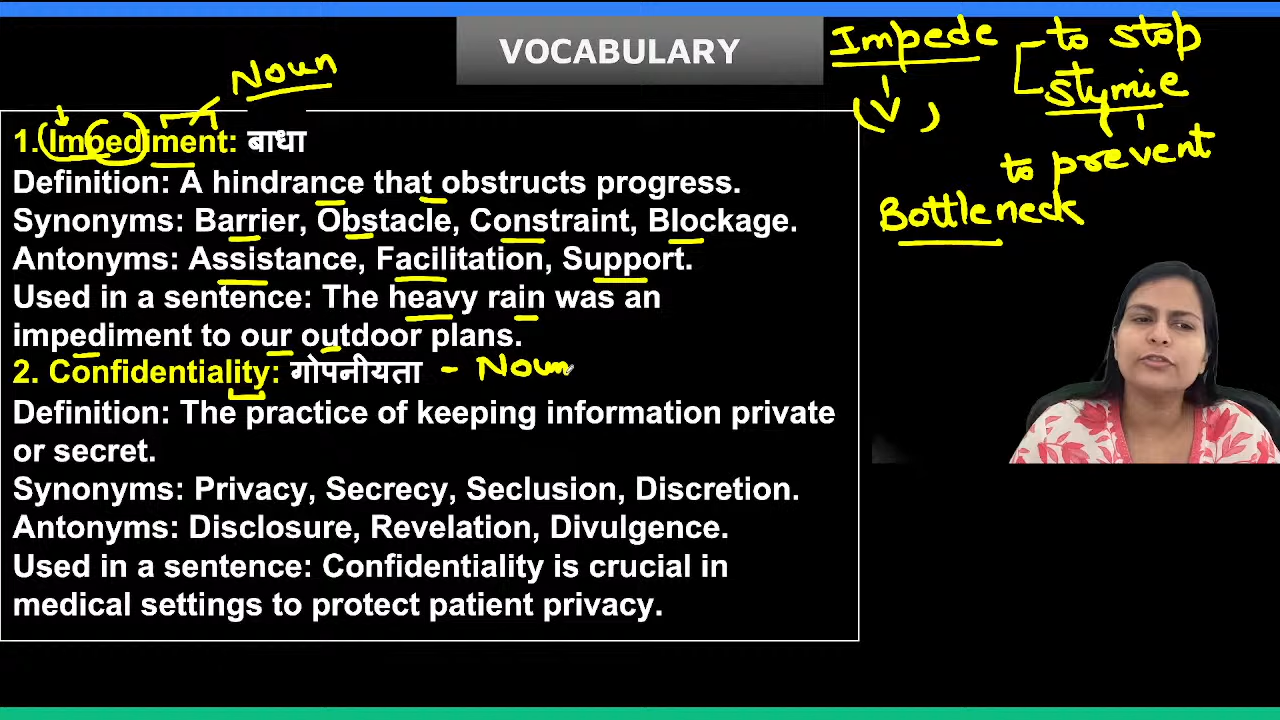 VOCABULARY
Impede
to stop
stymie
(V)
to prevent
Bottleneck
Noun
1. Impediment: बाधा
Definition: A hindrance that obstructs progress.
Synonyms: Barrier, Obstacle, Constraint, Blockage.
Antonyms: Assistance, Facilitation, Support.
Used in a sentence: The heavy rain was an
impediment to our outdoor plans.
2. Confidentiality: गोपनीयता - Noun
Definition: The practice of keeping information private
or secret.
Synonyms: Privacy, Secrecy, Seclusion, Discretion.
Antonyms: Disclosure, Revelation, Divulgence.
Used in a sentence: Confidentiality is crucial in
medical settings to protect patient privacy.